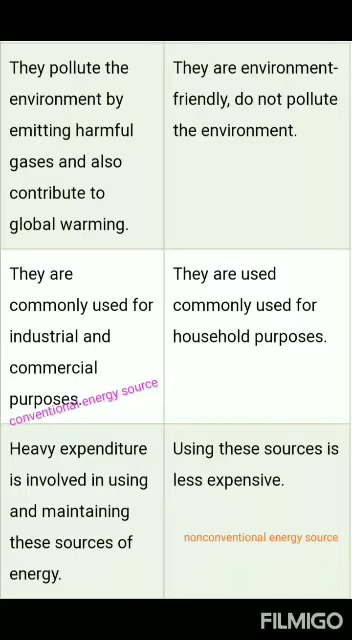 They pollute the
environment by
emitting harmful
gases and also
contribute to
global warming.
They are environment-
friendly, do not pollute
the environment.
They are
commonly used for
industrial and
commercial
purposes.
conventional energy source
They are used
commonly used for
household purposes.
Heavy expenditure
is involved in using
and maintaining
these sources of
energy.
Using these sources is
less expensive.
nonconventional energy source
FILMIGO